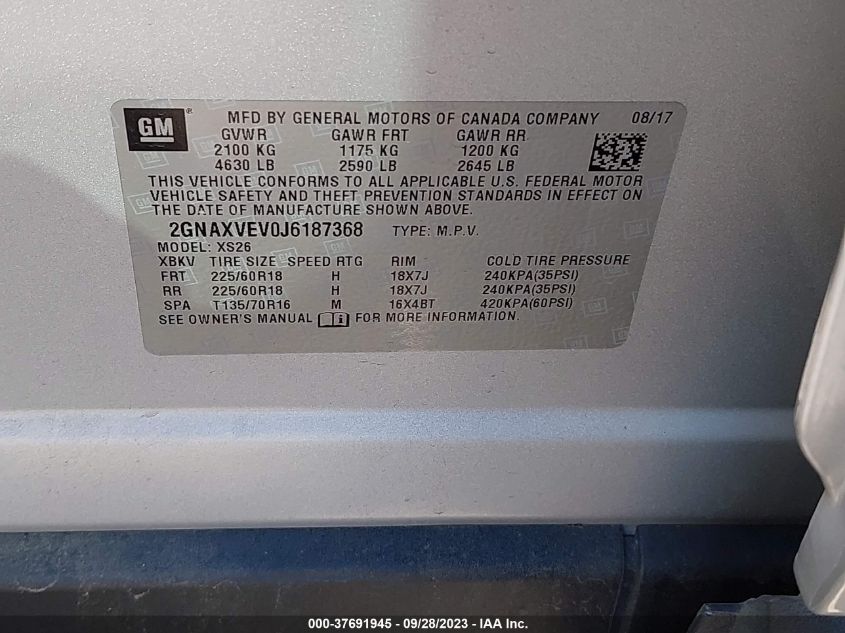 GM ® MFD BY GENERAL MOTORS OF CANADA COMPANY 08/17
GVWR GAWR FRT GAWR RR
2100 KG 1175 KG 1200 KG
4630 LB 2590 LB 2645 LB
THIS VEHICLE CONFORMS TO ALL APPLICABLE U.S. FEDERAL MOTOR
VEHICLE SAFETY AND THEFT PREVENTION STANDARDS IN EFFECT ON
THE DATE OF MANUFACTURE SHOWN ABOVE.
2GNAXVEV0J6187368 TYPE: M.P.V.
MODEL: XS26
XBKV TIRE SIZE SPEED RTG RIM COLD TIRE PRESSURE
FRT 225/60R18 H 18X7J 240KPA(35PSI)
RR 225/60R18 H 18X7J 240KPA(35PSI)
SPA T135/70R16 M 16X4BT 420KPA(60PSI)
SEE OWNER'S MANUAL FOR MORE INFORMATION.
000-37691945 - 09/28/2023 - IAA Inc.